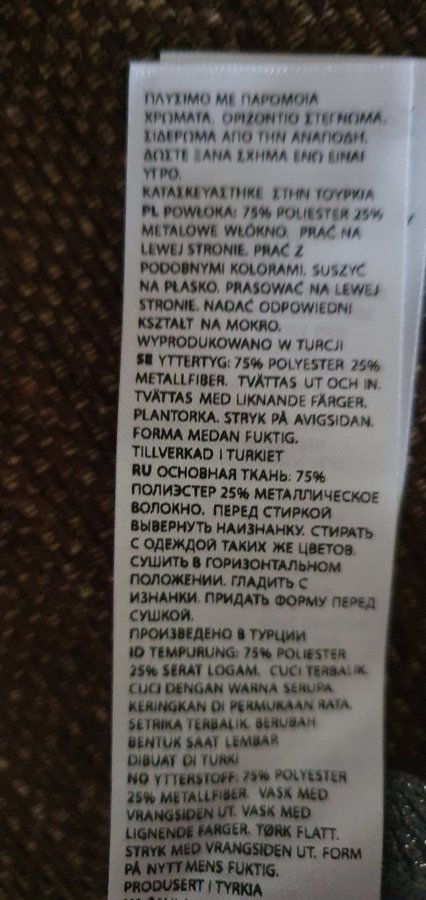 ΠΛΥΣΙΜΟ ΜΕ ΠΑΡΟΜΟΙΑ
ΧΡΩΜΑΤΑ. ΟΡΙΖΟΝΤΙΟ ΣΤΕΓΝΩΜΑ.
ΣΙΔΕΡΩΜΑ ΑΠΟ ΤΗΝ ΑΝΑΠΟΔΗ.
ΔΩΣΤΕ ΞΑΝΑ ΣΧΗΜΑ ΕΝΩ ΕΙΝΑΙ
ΥΓΡΟ.
ΚΑΤΑΣΚΕΥΑΣΤΗΚΕ ΣΤΗΝ ΤΟΥΡΚΙΑ
PL POWŁOKA: 75% POLIESTER 25%
METALOWE WŁÓKNO. PRAĆ NA
LEWEJ STRONIE. PRAĆ Z
PODOBNYMI KOLORAMI. SUSZYĆ
NA PŁASKO. PRASOWAĆ NA LEWEJ
STRONIE. NADAĆ ODPOWIEDNI
KSZTAŁT NA MOKRO.
WYPRODUKOWANO W TURCJI
SE YTTERTYG: 75% POLYESTER 25%
METALLFIBER. TVÄTTAS UT OCH IN.
TVÄTTAS MED LIKNANDE FÄRGER.
PLANTORKA. STRYK PÅ AVIGSIDAN.
FORMA MEDAN FUKTIG.
TILLVERKAD I TURKIET
RU ОСНОВНАЯ ТКАНЬ: 75%
ПОЛИЭСТЕР 25% МЕТАЛЛИЧЕСКОЕ
ВОЛОКНО. ПЕРЕД СТИРКОЙ
ВЫВЕРНУТЬ НАИЗНАНКУ. СТИРАТЬ
С ОДЕЖДОЙ ТАКИХ ЖЕ ЦВЕТОВ.
СУШИТЬ В ГОРИЗОНТАЛЬНОМ
ПОЛОЖЕНИИ. ГЛАДИТЬ С
ИЗНАНКИ. ПРИДАТЬ ФОРМУ ПЕРЕД
СУШКОЙ.
ПРОИЗВЕДЕНО В ТУРЦИИ
ID TEMPURUNG: 75% POLIESTER
25% SERAT LOGAM. CUCI TERBALIK.
CUCI DENGAN WARNA SERUPA.
KERINGKAN DI PERMUKAAN RATA.
SETRIKA TERBALIK. BERUBAH
BENTUK SAAT LEMBAR
DIBUAT DI TURKI
NO YTTERSTOFF: 75% POLYESTER
25% METALLFIBER. VASK MED
VRANGSIDEN UT. VASK MED
LIGNENDE FARGER. TØRK FLATT.
STRYK MED VRANGSIDEN UT. FORM
PÅ NYTT MENS FUKTIG.
PRODUSERT I TYRKIA